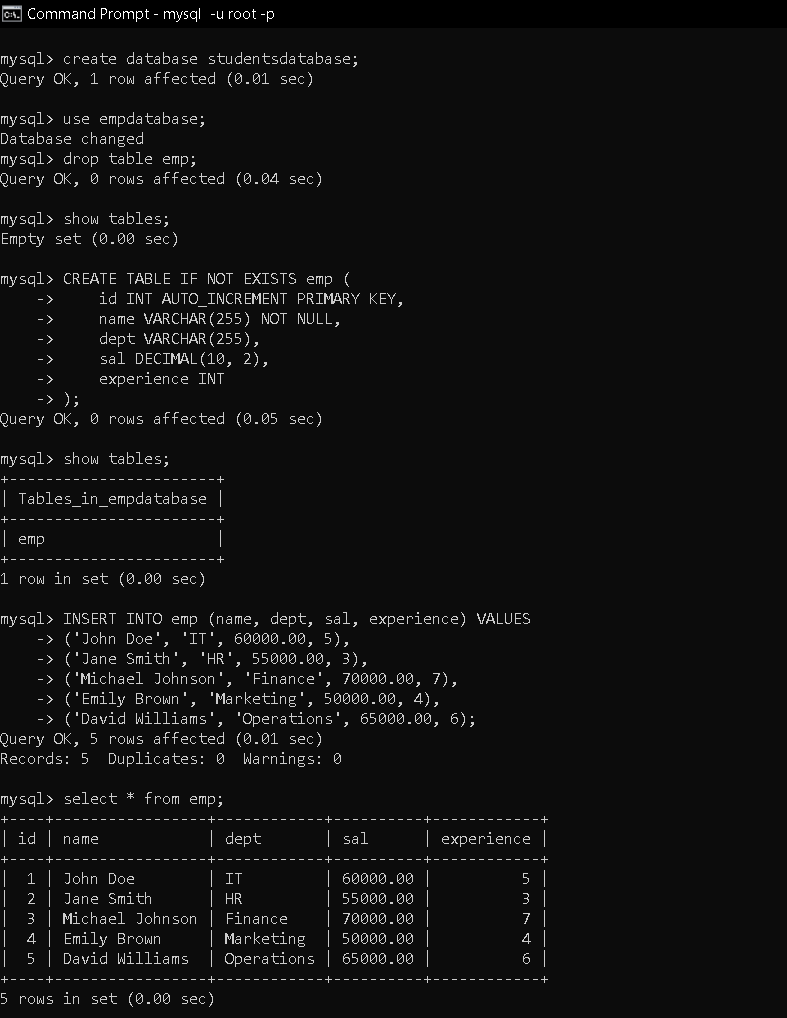 Command Prompt - mysql  -u root -p
mysql> create database studentsdatabase;
Query OK, 1 row affected (0.01 sec)
mysql> use empdatabase;
Database changed
mysql> drop table emp;
Query OK, 0 rows affected (0.04 sec)
mysql> show tables;
Empty set (0.00 sec)
mysql> CREATE TABLE IF NOT EXISTS emp (
    ->     id INT AUTO_INCREMENT PRIMARY KEY,
    ->     name VARCHAR(255) NOT NULL,
    ->     dept VARCHAR(255),
    ->     sal DECIMAL(10, 2),
    ->     experience INT
    -> );
Query OK, 0 rows affected (0.05 sec)
mysql> show tables;
+-----------------------+
| Tables_in_empdatabase |
+-----------------------+
| emp                   |
+-----------------------+
1 row in set (0.00 sec)
mysql> INSERT INTO emp (name, dept, sal, experience) VALUES
    -> ('John Doe', 'IT', 60000.00, 5),
    -> ('Jane Smith', 'HR', 55000.00, 3),
    -> ('Michael Johnson', 'Finance', 70000.00, 7),
    -> ('Emily Brown', 'Marketing', 50000.00, 4),
    -> ('David Williams', 'Operations', 65000.00, 6);
Query OK, 5 rows affected (0.01 sec)
Records: 5  Duplicates: 0  Warnings: 0
mysql> select * from emp;
+----+-----------------+------------+----------+------------+
| id | name            | dept       | sal      | experience |
+----+-----------------+------------+----------+------------+
|  1 | John Doe        | IT         | 60000.00 |          5 |
|  2 | Jane Smith      | HR         | 55000.00 |          3 |
|  3 | Michael Johnson | Finance    | 70000.00 |          7 |
|  4 | Emily Brown     | Marketing  | 50000.00 |          4 |
|  5 | David Williams  | Operations | 65000.00 |          6 |
+----+-----------------+------------+----------+------------+
5 rows in set (0.00 sec)